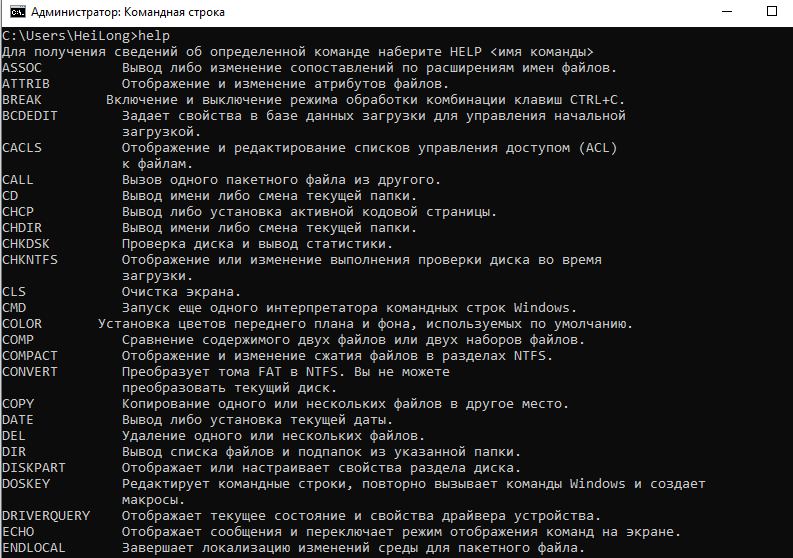 Администратор: Командная строка
C:\Users\HeiLong>help
Для получения сведений об определенной команде наберите HELP <имя команды>
ASSOC Вывод либо изменение сопоставлений по расширениям имен файлов.
ATTRIB Отображение и изменение атрибутов файлов.
BREAK Включение и выключение режима обработки комбинации клавиш CTRL+C.
BCDEDIT Задает свойства в базе данных загрузки для управления начальной
загрузкой.
CACLS Отображение и редактирование списков управления доступом (ACL)
к файлам.
CALL Вызов одного пакетного файла из другого.
CD Вывод имени либо смена текущей папки.
CHCP Вывод либо установка активной кодовой страницы.
CHDIR Вывод имени либо смена текущей папки.
CHKDSK Проверка диска и вывод статистики.
CHKNTFS Отображение или изменение выполнения проверки диска во время
загрузки.
CLS Очистка экрана.
CMD Запуск еще одного интерпретатора командных строк Windows.
COLOR Установка цветов переднего плана и фона, используемых по умолчанию.
COMP Сравнение содержимого двух файлов или двух наборов файлов.
COMPACT Отображение и изменение сжатия файлов в разделах NTFS.
CONVERT Преобразует тома FAT в NTFS. Вы не можете
преобразовать текущий диск.
COPY Копирование одного или нескольких файлов в другое место.
DATE Вывод либо установка текущей даты.
DEL Удаление одного или нескольких файлов.
DIR Вывод списка файлов и подпапок из указанной папки.
DISKPART Отображает или настраивает свойства раздела диска.
DOSKEY Редактирует командные строки, повторно вызывает команды Windows и создает
макросы.
DRIVERQUERY Отображает текущее состояние и свойства драйвера устройства.
ECHO Отображает сообщения и переключает режим отображения команд на экране.
ENDLOCAL Завершает локализацию изменений среды для пакетного файла.